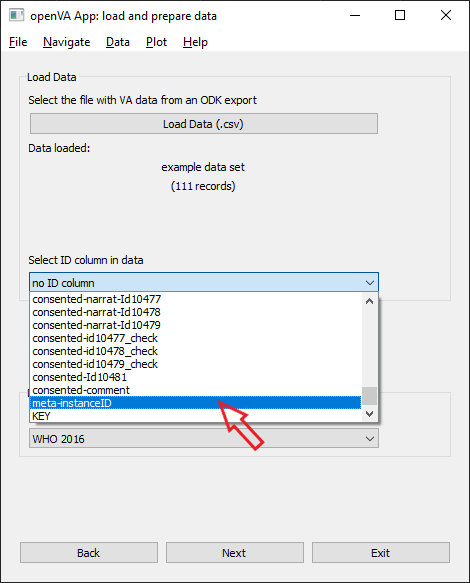 openVA App: load and prepare data
File Navigate Data Plot Help
Load Data
Select the file with VA data from an ODK export
Load Data (.csv)
Data loaded:
example data set
(111 records)
Select ID column in data
no ID column
consented-narrat-Id10477
consented-narrat-Id10478
consented-narrat-Id10479
consented-id10477_check
consented-id10478_check
consented-id10479_check
consented-Id10481
consented-comment
meta-instanceID
KEY
WHO 2016
Back Next Exit